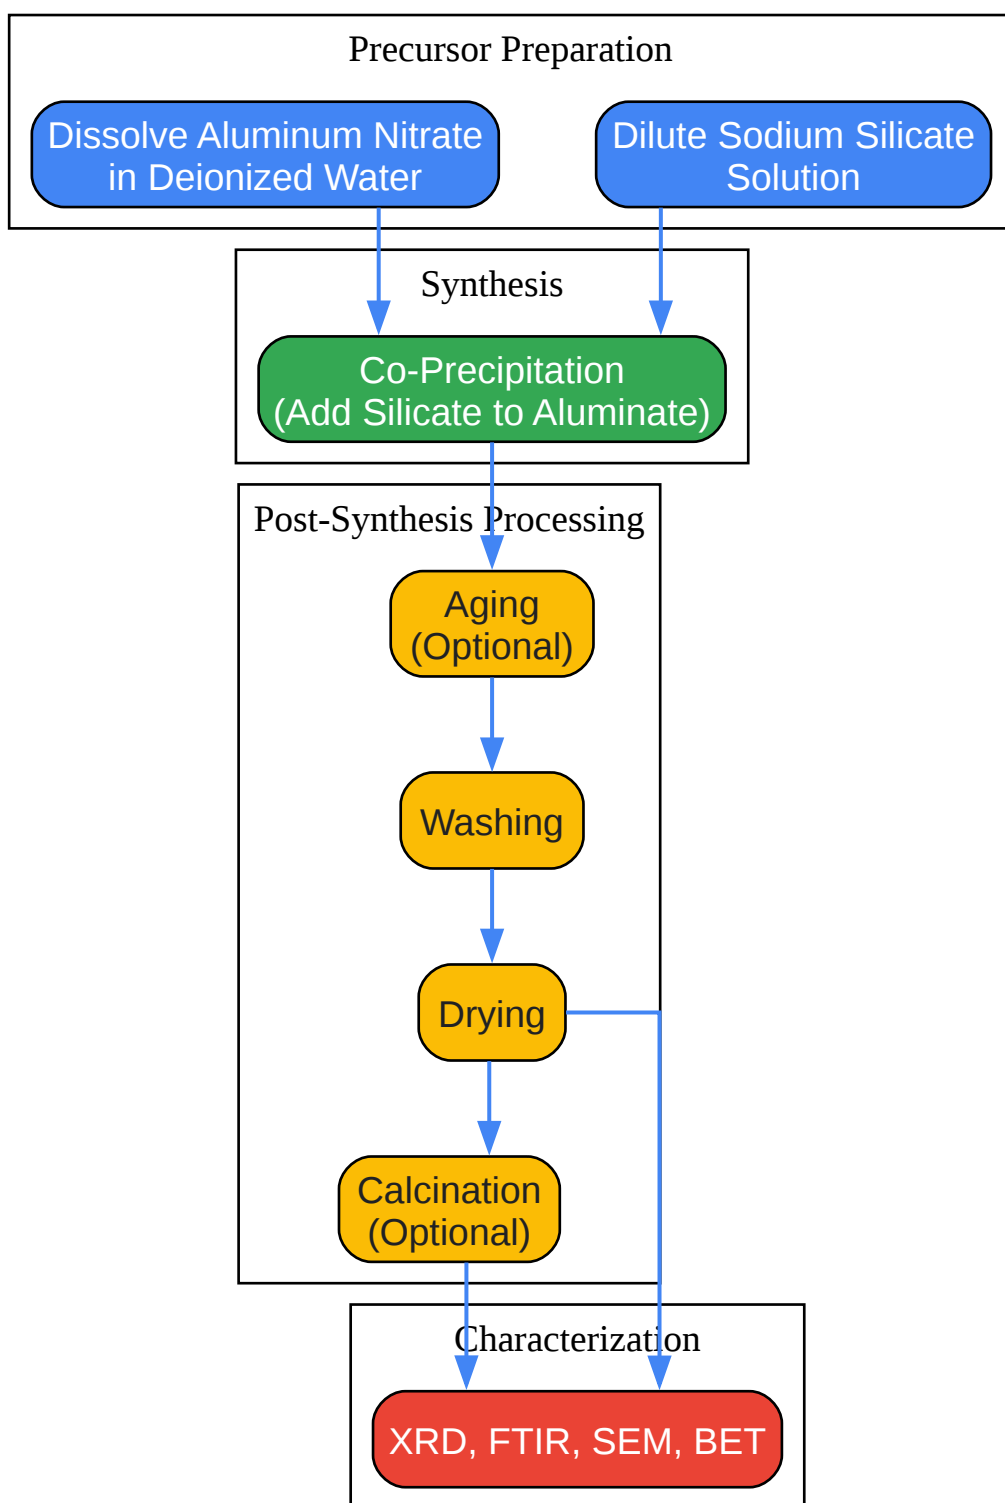 Precursor Preparation
Dissolve Aluminum Nitrate
in Deionized Water
Dilute Sodium Silicate
Solution
Synthesis
Co-Precipitation
(Add Silicate to Aluminate)
Post-Synthesis Processing
Aging
(Optional)
Washing
Drying
Calcination
(Optional)
Characterization
XRD, FTIR, SEM, BET